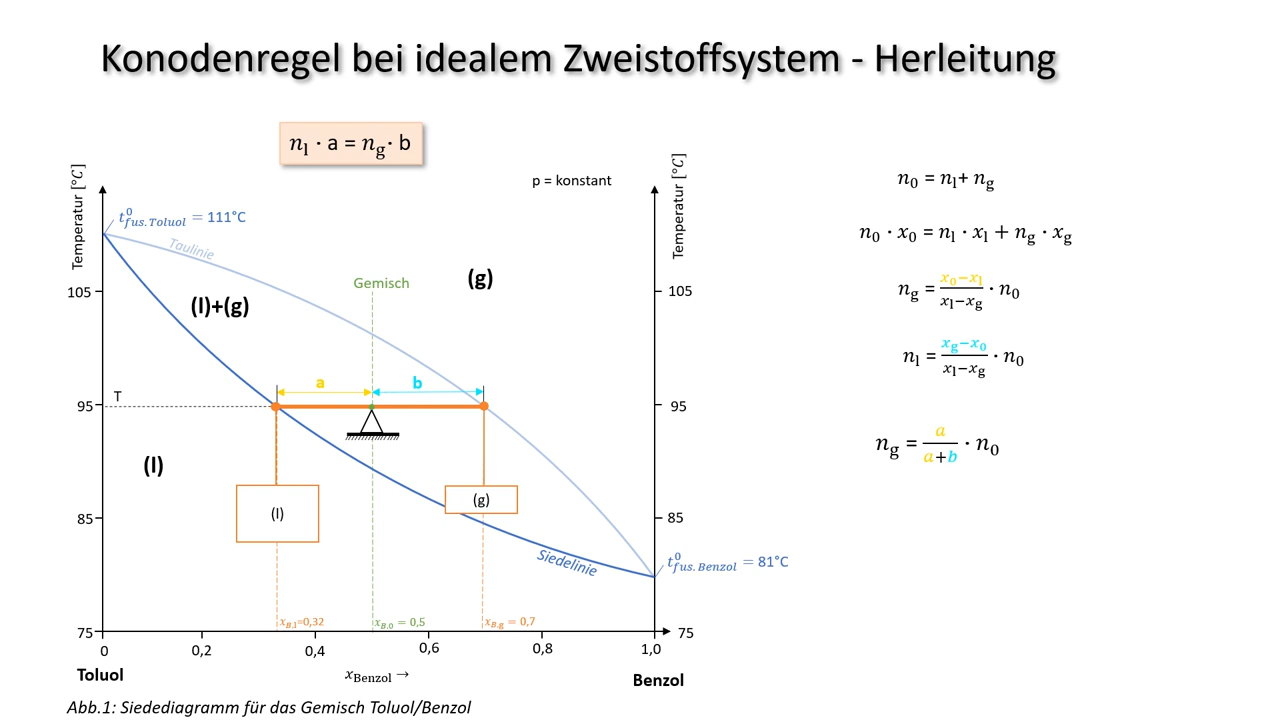 Konodenregel bei idealem Zweistoffsystem - Herleitung
n_l · a = n_g · b
Temperatur [°C]
Temperatur [°C]
p = konstant
t⁰_fus.Toluol = 111°C
Taulinie
Gemisch
(g)
(l)+(g)
105
105
a
b
T
95
95
(l)
(l)
(g)
85
85
Siedelinie
t⁰_fus.Benzol = 81°C
x_B,l=0,32
x_B,0 = 0,5
x_B,g = 0,7
75
75
0
0,2
0,4
0,6
0,8
1,0
Toluol
x_Benzol →
Benzol
Abb.1: Siedediagramm für das Gemisch Toluol/Benzol
n_0 = n_l + n_g
n_0 · x_0 = n_l · x_l + n_g · x_g
n_g = (x_0−x_l)/(x_l−x_g) · n_0
n_l = (x_g−x_0)/(x_l−x_g) · n_0
n_g = a/(a+b) · n_0